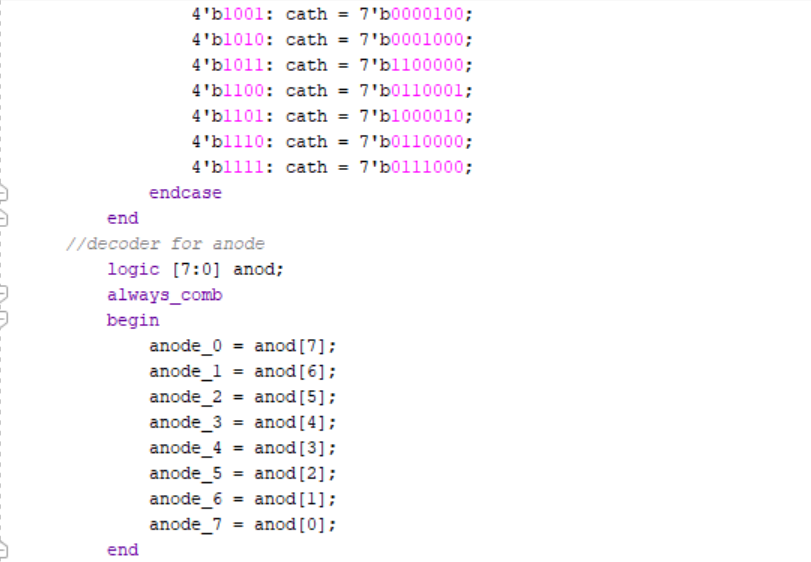 4'b1001: cath = 7'b0000100;
4'b1010: cath = 7'b0001000;
4'b1011: cath = 7'b1100000;
4'b1100: cath = 7'b0110001;
4'b1101: cath = 7'b1000010;
4'b1110: cath = 7'b0110000;
4'b1111: cath = 7'b0111000;
endcase
end
//decoder for anode
logic [7:0] anod;
always_comb
begin
anode_0 = anod[7];
anode_1 = anod[6];
anode_2 = anod[5];
anode_3 = anod[4];
anode_4 = anod[3];
anode_5 = anod[2];
anode_6 = anod[1];
anode_7 = anod[0];
end